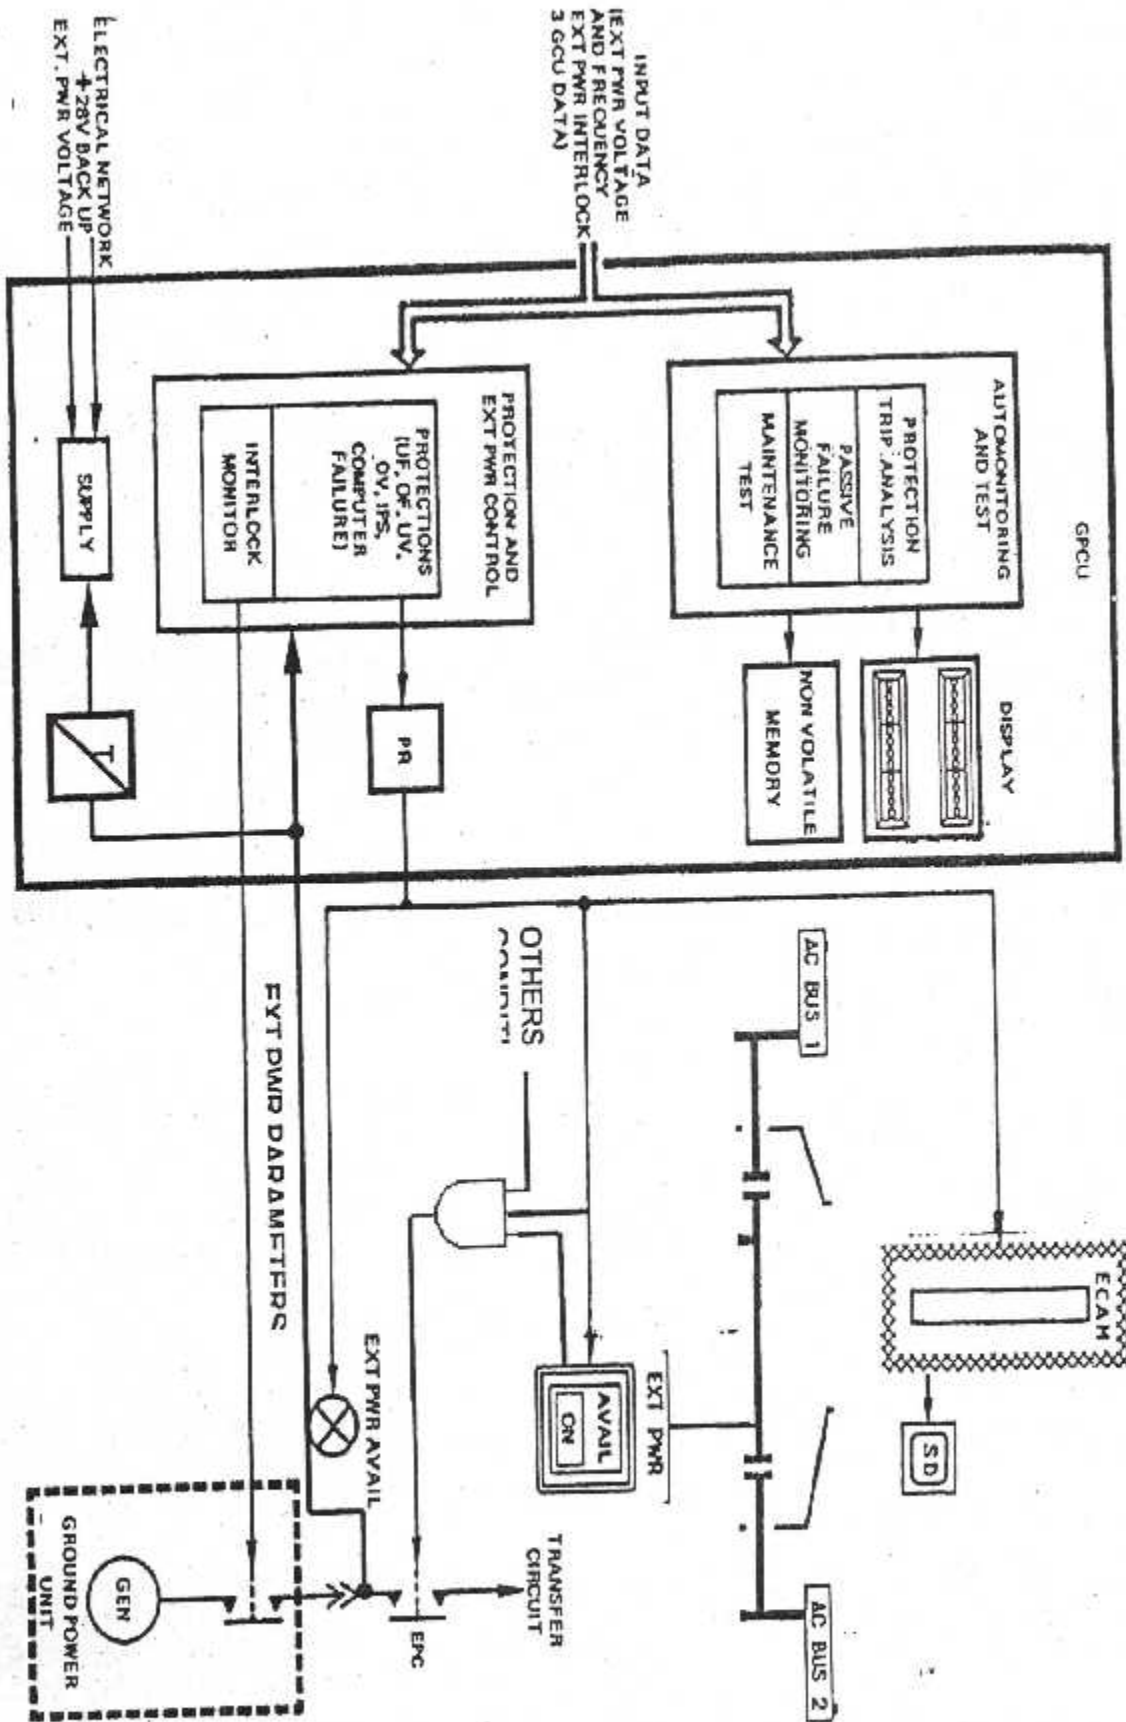 INPUT DATA
(EXT PWR VOLTAGE
AND FREQUENCY
EXT PWR INTERLOCK
3 GCU DATA)
ELECTRICAL NETWORK
+28V BACK UP
EXT. PWR VOLTAGE
GPCU
AUTOMONITORING
AND TEST
PROTECTION
TRIP. ANALYSIS
PASSIVE
FAILURE
MONITORING
MAINTENANCE
TEST
DISPLAY
NON VOLATILE
MEMORY
PROTECTION AND
EXT PWR CONTROL
PROTECTIONS
(UF, OF, UV,
OV, IPS,
COMPUTER
FAILURE)
INTERLOCK
MONITOR
PR
SUPPLY
T
AC BUS 1
ECAM
SD
OTHERS
EXT PWR
AVAIL
ON
EXT PWR PARAMETERS
EXT PWR AVAIL
TRANSFER
CIRCUIT
EPC
AC BUS 2
GEN
GROUND POWER
UNIT